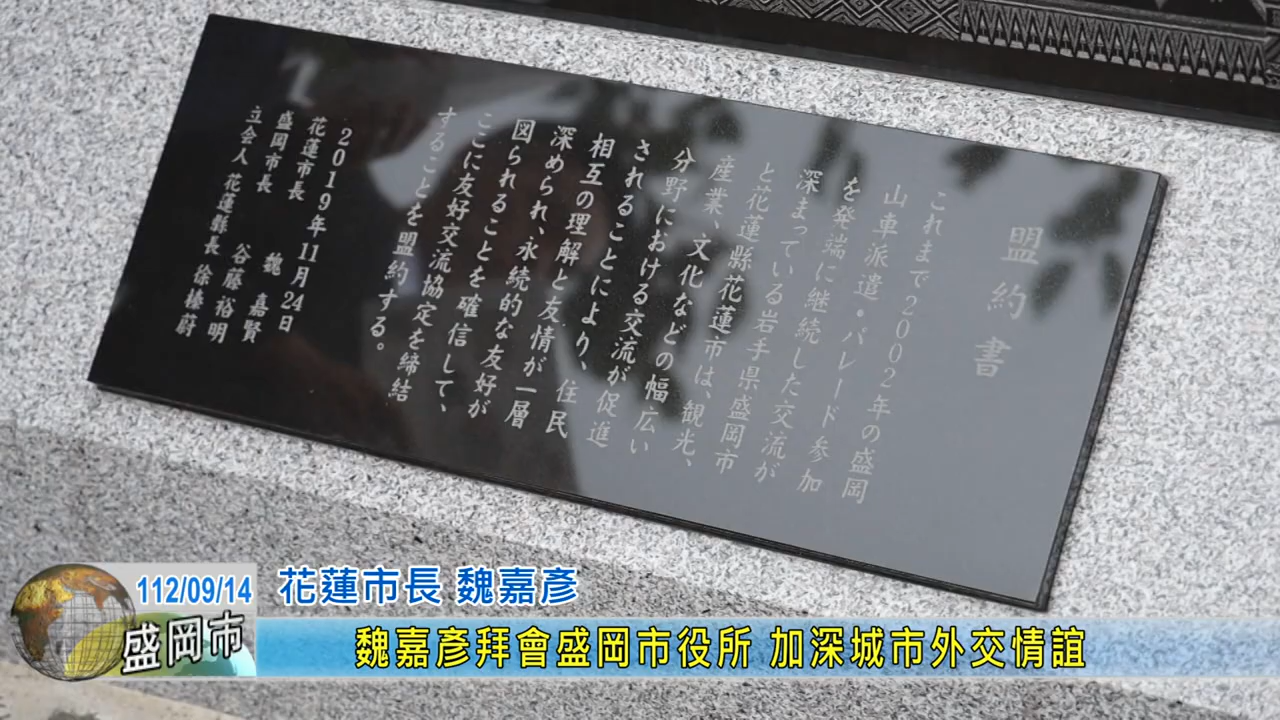 盟約書
これまで2002年の盛岡
山車派遣・パレード参加
を発端に継続した交流が
深まっている岩手県盛岡市
と花蓮縣花蓮市は、観光、
産業、文化などの幅広い
分野における交流が促進
されることにより、住民
相互の理解と友情が一層
深められ、永続的な友好が
図られることを確信して、
ここに友好交流協定を締結
することを盟約する。
2019年11月24日
花蓮市長 魏嘉賢
盛岡市長 谷藤裕明
立会人 花蓮縣長 徐榛蔚
112/09/14
盛岡市
花蓮市長 魏嘉彥
魏嘉彥拜會盛岡市役所 加深城市外交情誼